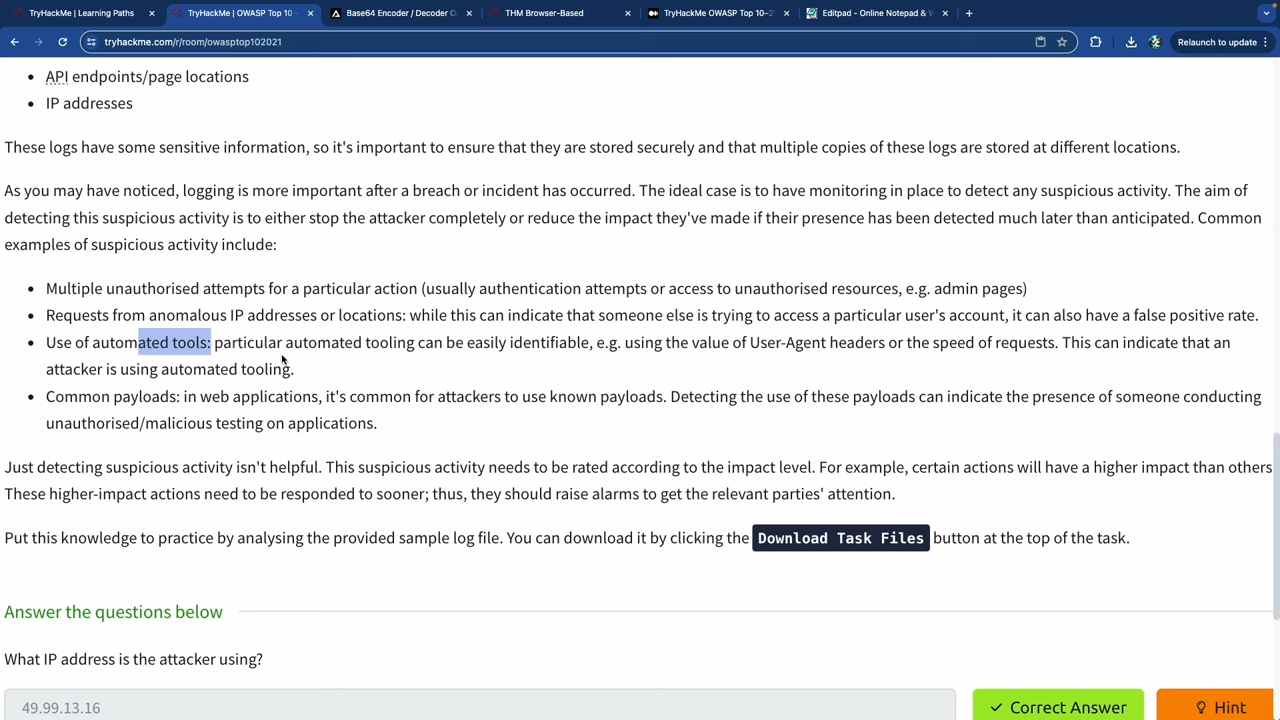 TryHackMe | Learning Paths
TryHackMe | OWASP Top 10 -
Base64 Encoder / Decoder O
THM Browser-Based
TryHackMe OWASP Top 10–2
Editpad - Online Notepad & W
tryhackme.com/r/room/owasptop102021
Relaunch to update
API endpoints/page locations
IP addresses
These logs have some sensitive information, so it's important to ensure that they are stored securely and that multiple copies of these logs are stored at different locations.
As you may have noticed, logging is more important after a breach or incident has occurred. The ideal case is to have monitoring in place to detect any suspicious activity. The aim of
detecting this suspicious activity is to either stop the attacker completely or reduce the impact they've made if their presence has been detected much later than anticipated. Common
examples of suspicious activity include:
Multiple unauthorised attempts for a particular action (usually authentication attempts or access to unauthorised resources, e.g. admin pages)
Requests from anomalous IP addresses or locations: while this can indicate that someone else is trying to access a particular user's account, it can also have a false positive rate.
Use of automated tools: particular automated tooling can be easily identifiable, e.g. using the value of User-Agent headers or the speed of requests. This can indicate that an
attacker is using automated tooling.
Common payloads: in web applications, it's common for attackers to use known payloads. Detecting the use of these payloads can indicate the presence of someone conducting
unauthorised/malicious testing on applications.
Just detecting suspicious activity isn't helpful. This suspicious activity needs to be rated according to the impact level. For example, certain actions will have a higher impact than others
These higher-impact actions need to be responded to sooner; thus, they should raise alarms to get the relevant parties' attention.
Put this knowledge to practice by analysing the provided sample log file. You can download it by clicking the Download Task Files button at the top of the task.
Answer the questions below
What IP address is the attacker using?
49.99.13.16
Correct Answer
Hint